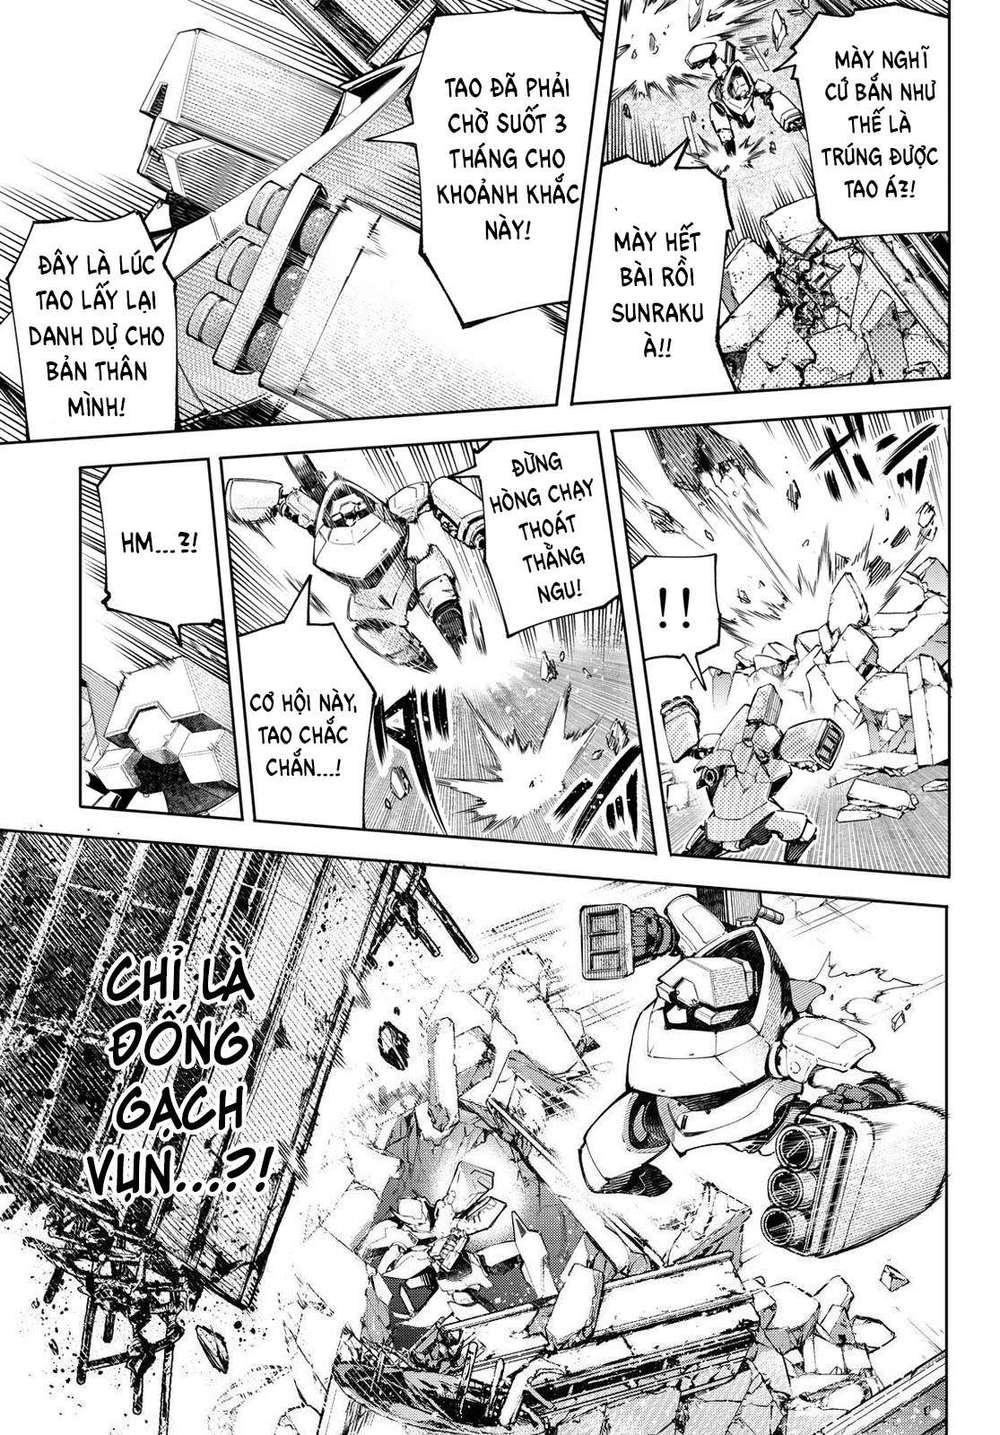 MÀY NGHĨ
CỨ BẮN NHƯ
THẾ LÀ
TRÚNG ĐƯỢC
TAO Á?!
MÀY HẾT
BÀI RỒI
SUNRAKU
À!!
TAO ĐÃ PHẢI
CHỜ SUỐT 3
THÁNG CHO
KHOẢNH KHẮC
NÀY!
ĐÂY LÀ LÚC
TAO LẤY LẠI
DANH DỰ CHO
BẢN THÂN
MÌNH!
!!
ĐỪNG
HÒNG CHẠY
THOÁT
THẰNG
NGU!
CƠ HỘI NÀY,
TAO CHẮC
CHẮN...!
HM...?!
CHỈ LÀ
ĐỐNG
GẠCH
VỤN...?!